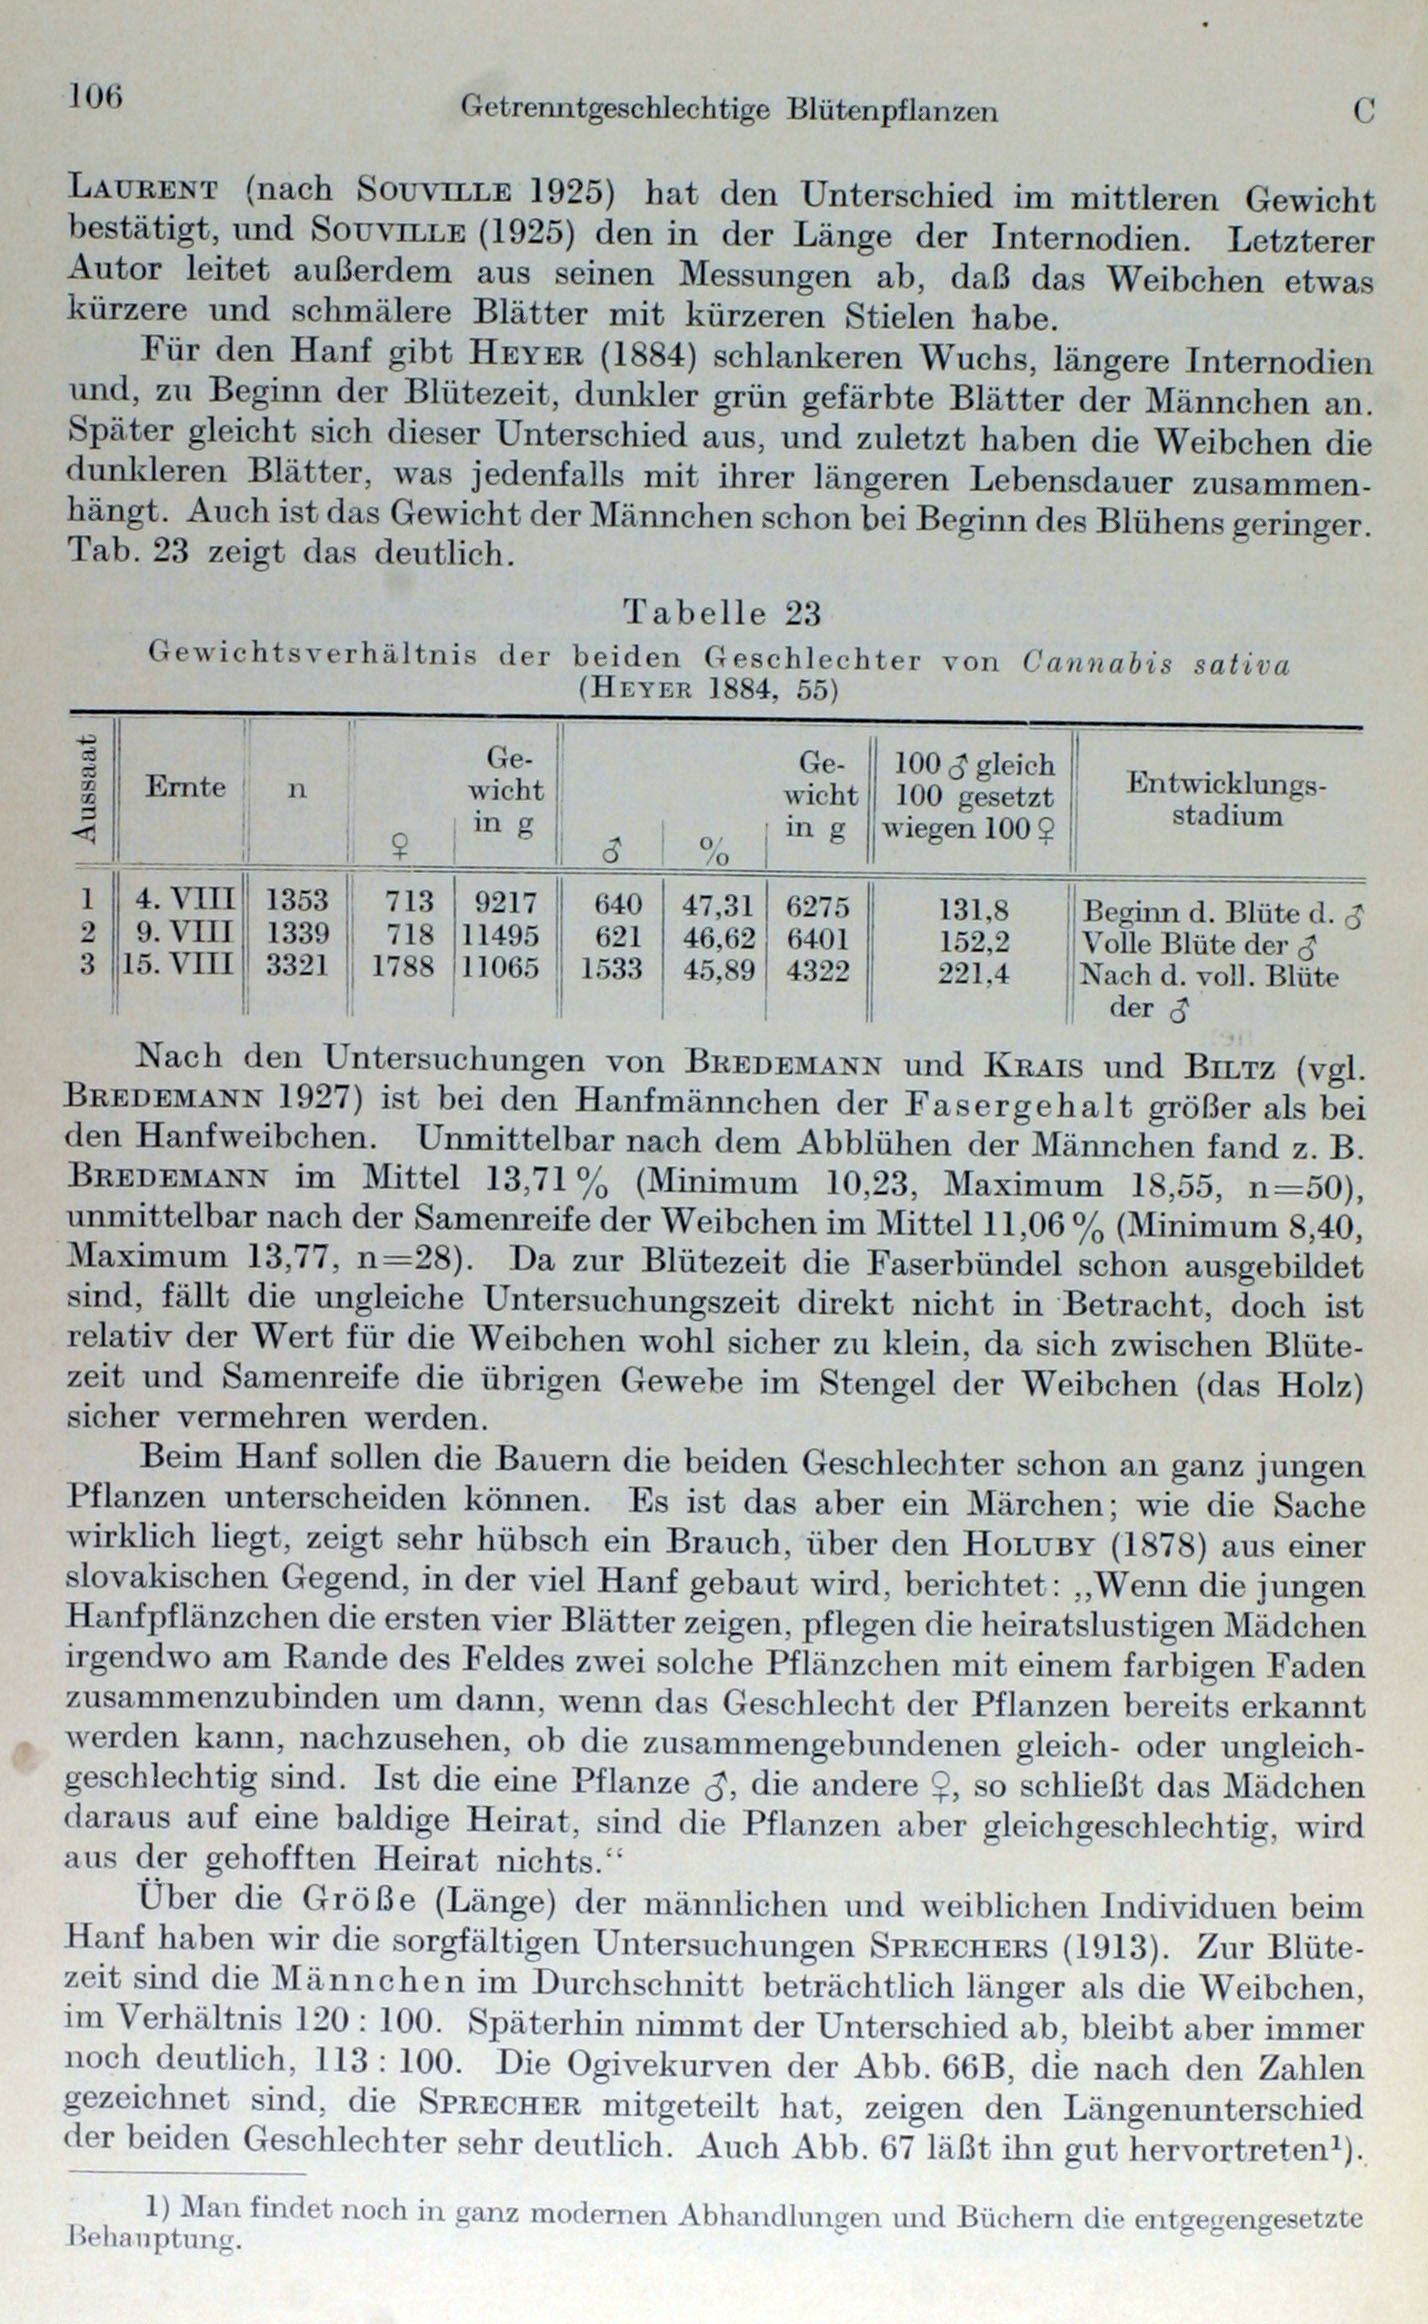 106
Getrenntgeschlechtige Blütenpflanzen
C
LAURENT (nach SOUVILLE 1925) hat den Unterschied im mittleren Gewicht
bestätigt, und SOUVILLE (1925) den in der Länge der Internodien. Letzterer
Autor leitet außerdem aus seinen Messungen ab, daß das Weibchen etwas
kürzere und schmälere Blätter mit kürzeren Stielen habe.
Für den Hanf gibt HEYER (1884) schlankeren Wuchs, längere Internodien
und, zu Beginn der Blütezeit, dunkler grün gefärbte Blätter der Männchen an.
Später gleicht sich dieser Unterschied aus, und zuletzt haben die Weibchen die
dunkleren Blätter, was jedenfalls mit ihrer längeren Lebensdauer zusammen-
hängt. Auch ist das Gewicht der Männchen schon bei Beginn des Blühens geringer.
Tab. 23 zeigt das deutlich.
Tabelle 23
Gewichtsverhältnis der beiden Geschlechter von Cannabis sativa
(HEYER 1884, 55)
Aussaat | Ernte | n | ♀ | Ge-wicht in g | ♂ | % | Ge-wicht in g | 100 ♂ gleich 100 gesetzt wiegen 100 ♀ | Entwicklungs-stadium
1 | 4. VIII | 1353 | 713 | 9217 | 640 | 47,31 | 6275 | 131,8 | Beginn d. Blüte d. ♂
2 | 9. VIII | 1339 | 718 | 11495 | 621 | 46,62 | 6401 | 152,2 | Volle Blüte der ♂
3 | 15. VIII | 3321 | 1788 | 11065 | 1533 | 45,89 | 4322 | 221,4 | Nach d. voll. Blüte
der ♂
Nach den Untersuchungen von BREDEMANN und KRAIS und BILTZ (vgl.
BREDEMANN 1927) ist bei den Hanfmännchen der Fasergehalt größer als bei
den Hanfweibchen. Unmittelbar nach dem Abblühen der Männchen fand z. B.
BREDEMANN im Mittel 13,71 % (Minimum 10,23, Maximum 18,55, n=50),
unmittelbar nach der Samenreife der Weibchen im Mittel 11,06 % (Minimum 8,40,
Maximum 13,77, n=28). Da zur Blütezeit die Faserbündel schon ausgebildet
sind, fällt die ungleiche Untersuchungszeit direkt nicht in Betracht, doch ist
relativ der Wert für die Weibchen wohl sicher zu klein, da sich zwischen Blüte-
zeit und Samenreife die übrigen Gewebe im Stengel der Weibchen (das Holz)
sicher vermehren werden.
Beim Hanf sollen die Bauern die beiden Geschlechter schon an ganz jungen
Pflanzen unterscheiden können. Es ist das aber ein Märchen; wie die Sache
wirklich liegt, zeigt sehr hübsch ein Brauch, über den HOLUBY (1878) aus einer
slovakischen Gegend, in der viel Hanf gebaut wird, berichtet: „Wenn die jungen
Hanfpflänzchen die ersten vier Blätter zeigen, pflegen die heiratslustigen Mädchen
irgendwo am Rande des Feldes zwei solche Pflänzchen mit einem farbigen Faden
zusammenzubinden um dann, wenn das Geschlecht der Pflanzen bereits erkannt
werden kann, nachzusehen, ob die zusammengebundenen gleich- oder ungleich-
geschlechtig sind. Ist die eine Pflanze ♂, die andere ♀, so schließt das Mädchen
daraus auf eine baldige Heirat, sind die Pflanzen aber gleichgeschlechtig, wird
aus der gehofften Heirat nichts.“
Über die Größe (Länge) der männlichen und weiblichen Individuen beim
Hanf haben wir die sorgfältigen Untersuchungen SPRECHERS (1913). Zur Blüte-
zeit sind die Männchen im Durchschnitt beträchtlich länger als die Weibchen,
im Verhältnis 120 : 100. Späterhin nimmt der Unterschied ab, bleibt aber immer
noch deutlich, 113 : 100. Die Ogivekurven der Abb. 66B, die nach den Zahlen
gezeichnet sind, die SPRECHER mitgeteilt hat, zeigen den Längenunterschied
der beiden Geschlechter sehr deutlich. Auch Abb. 67 läßt ihn gut hervortreten¹).
1) Man findet noch in ganz modernen Abhandlungen und Büchern die entgegengesetzte
Behauptung.